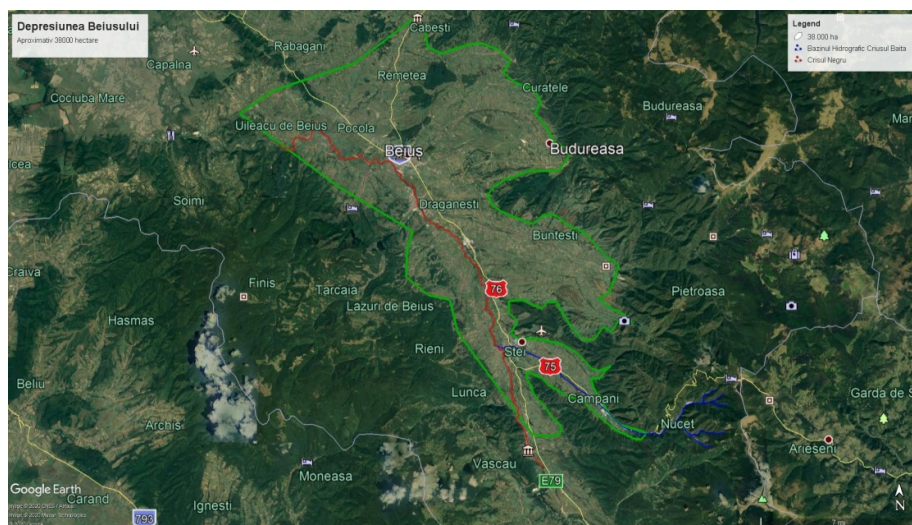 Depresiunea Beiusului
Aproximativ 38000 hectare
Legend
38.000 ha
Bazinul Hidrografic Criusul Baita
Crisul Negru
Cabesti
Rabagani
Capalna
Remetea
Curatele
Cociuba Mare
Budureasa
Uileacu de Beius
Pocola
Beius
Budureasa
Soimi
Draganesti
Buntesti
Craiva
Finis
Tarcaia
76
Pietroasa
Lazuri de Beius
Hasmas
Rieni
Stei
75
Beliu
Lunca
Campani
Nucet
Garda de S
Archis
Arieseni
Vascau
Moneasa
E79
Google Earth
Carand
793
Ignesti
N